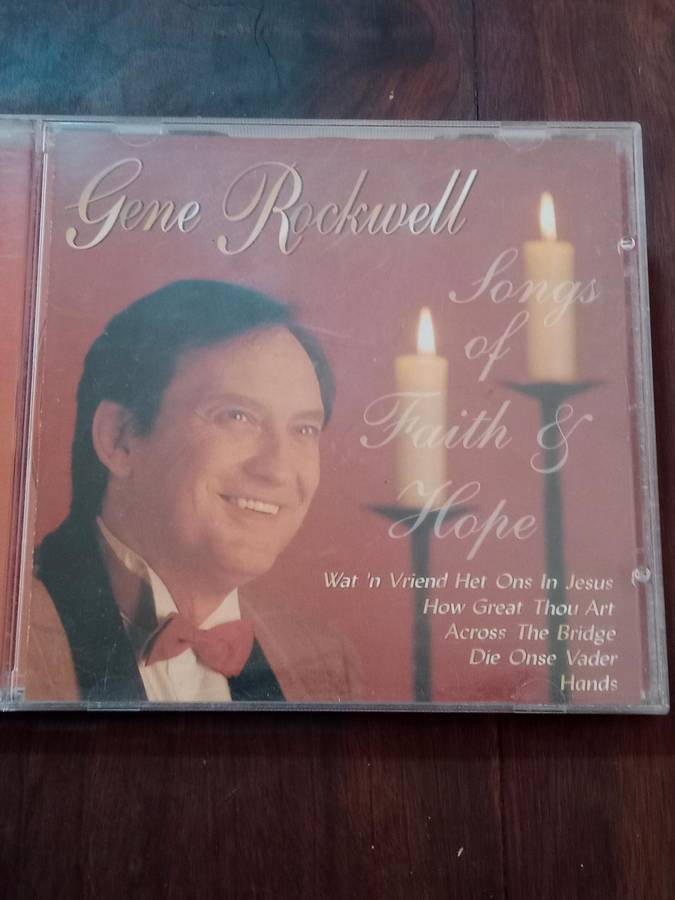 Gene Rockwell
Songs
of
Faith &
Hope
Wat 'n Vriend Het Ons In Jesus
How Great Thou Art
Across The Bridge
Die Onse Vader
Hands